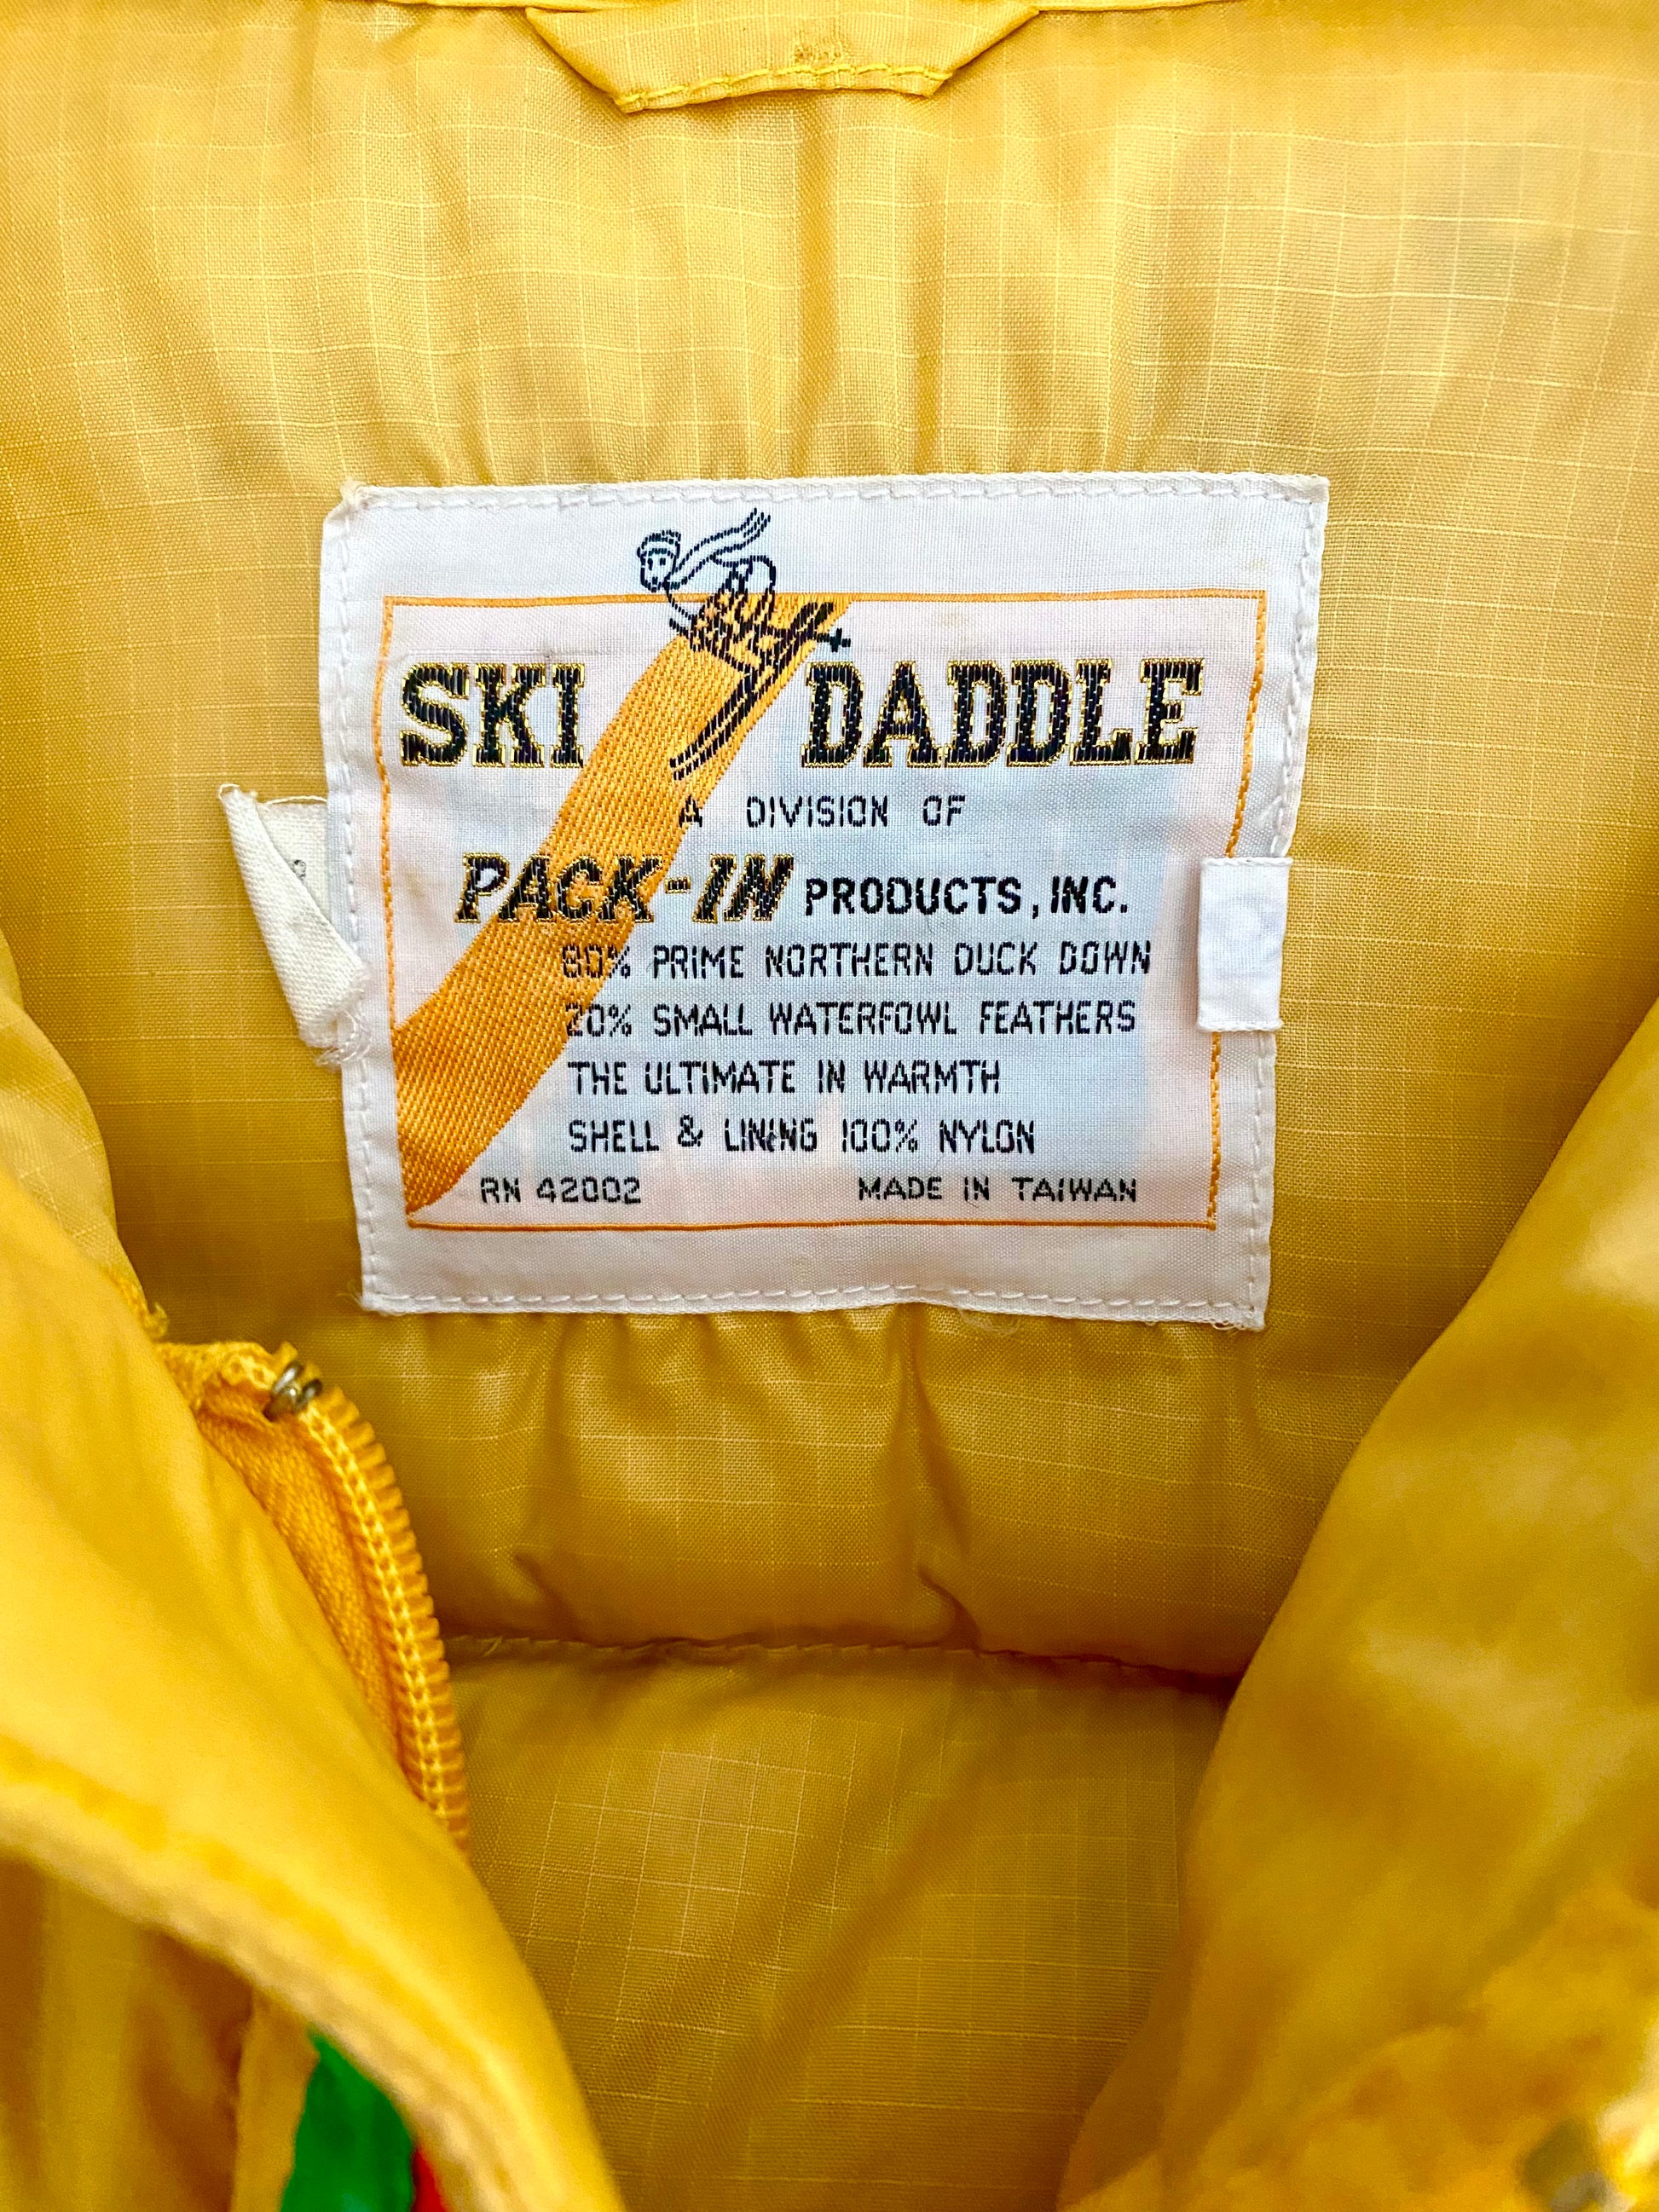 SKI DADDLE
A DIVISION OF
PACK-IN PRODUCTS, INC.
80% PRIME NORTHERN DUCK DOWN
20% SMALL WATERFOWL FEATHERS
THE ULTIMATE IN WARMTH
SHELL & LINING 100% NYLON
RN 42002 MADE IN TAIWAN